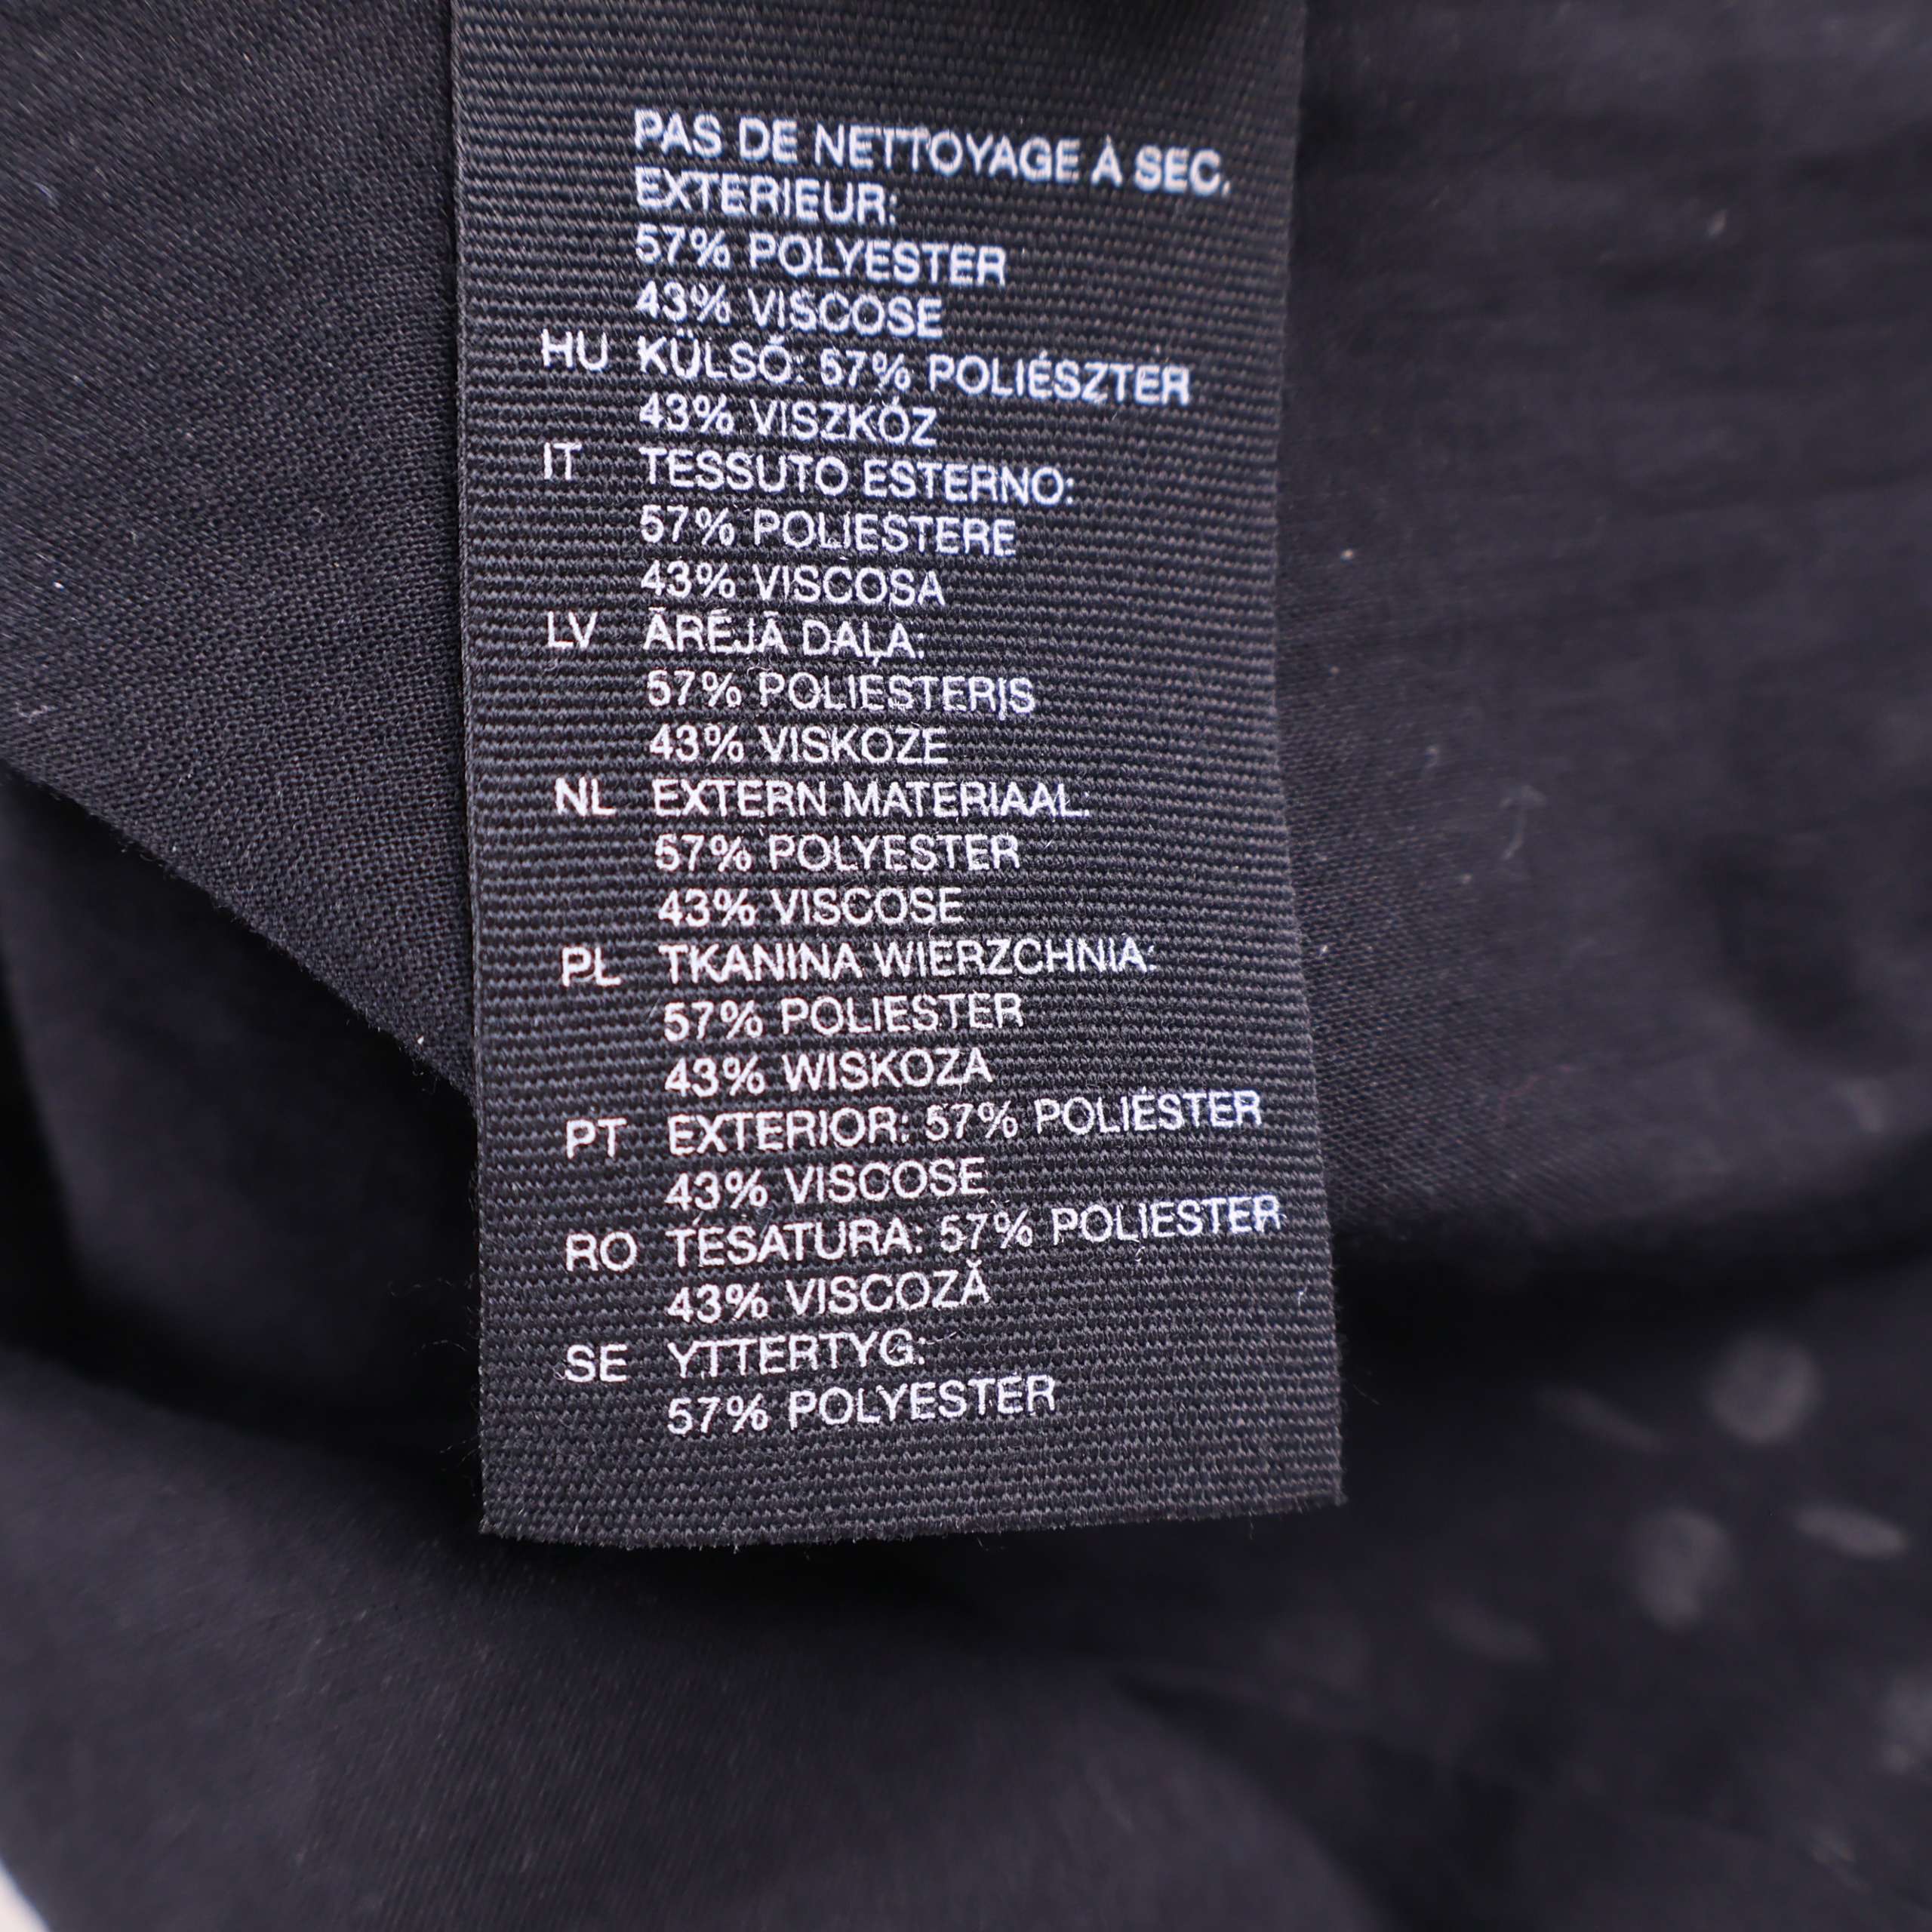 PAS DE NETTOYAGE À SEC.
EXTERIEUR:
57% POLYESTER
43% VISCOSE
HU KÜLSŐ: 57% POLIÉSZTER
43% VISZKÓZ
IT TESSUTO ESTERNO:
57% POLIESTERE
43% VISCOSA
LV ĀRĒJĀ DAĻA:
57% POLIESTERIS
43% VISKOZE
NL EXTERN MATERIAAL:
57% POLYESTER
43% VISCOSE
PL TKANINA WIERZCHNIA:
57% POLIESTER
43% WISKOZA
PT EXTERIOR: 57% POLIÉSTER
43% VISCOSE
RO TESATURA: 57% POLIESTER
43% VISCOZĂ
SE YTTERTYG:
57% POLYESTER